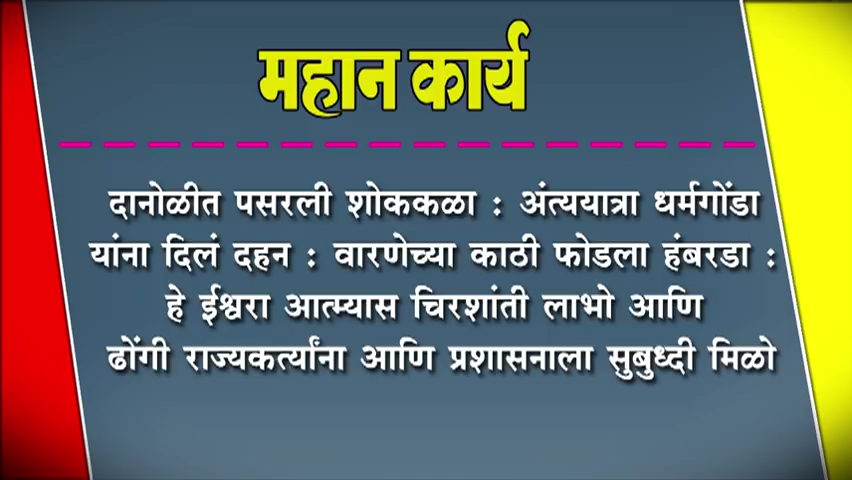 महान कार्य
दानोळीत पसरली शोककळा : अंत्ययात्रा धर्मगोंडा
यांना दिलं दहन : वारणेच्या काठी फोडला हंबरडा :
हे ईश्वरा आत्म्यास चिरशांती लाभो आणि
ढोंगी राज्यकर्त्यांना आणि प्रशासनाला सुबुध्दी मिळो